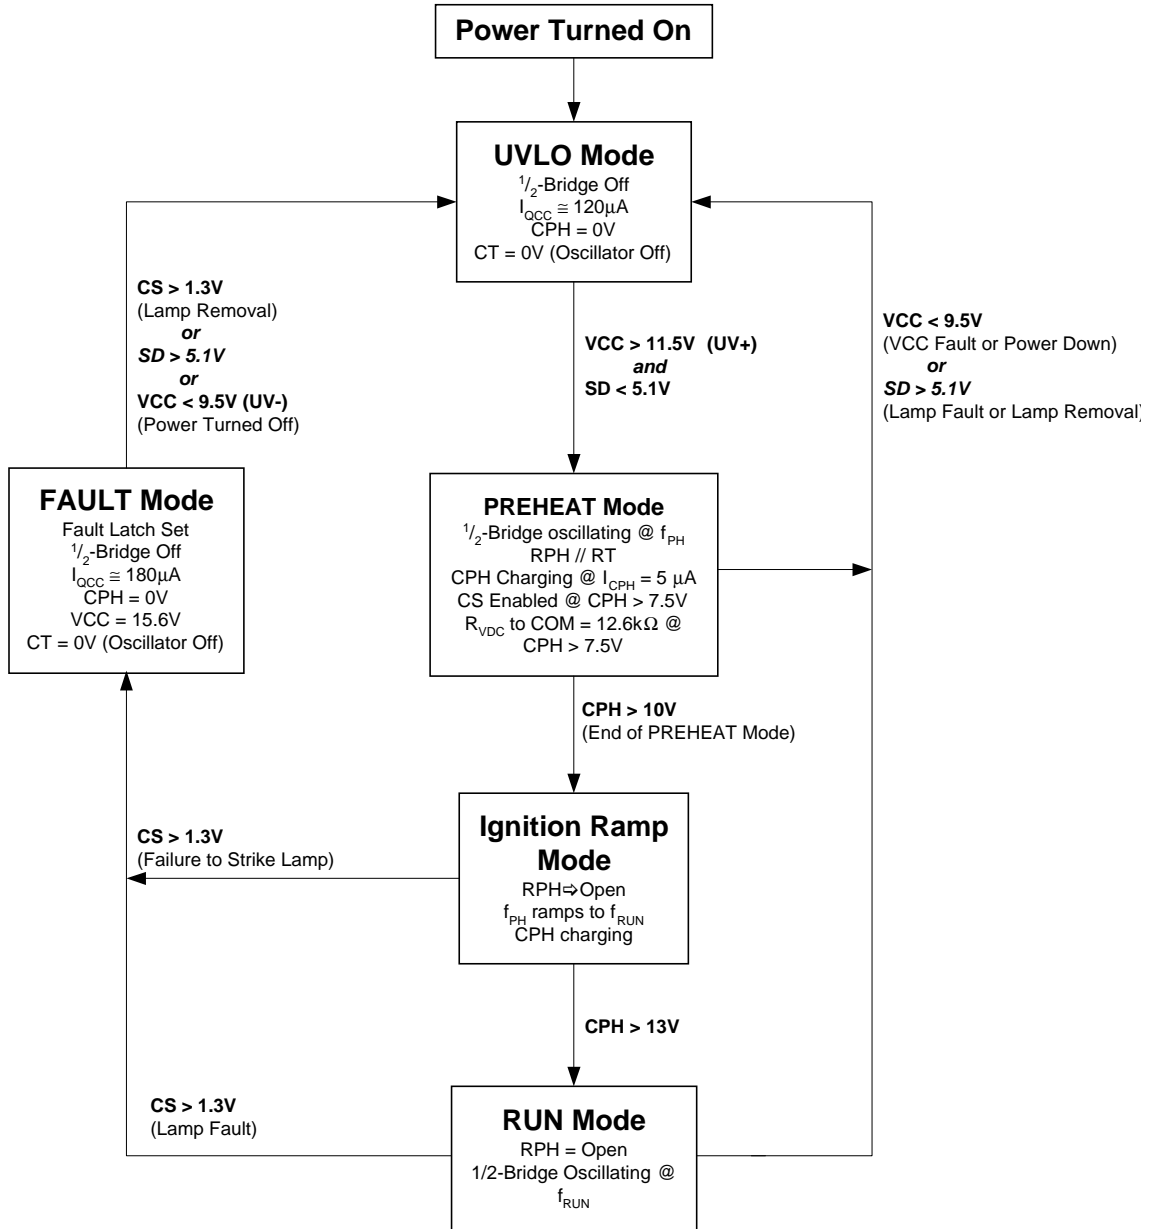 Power Turned On
UVLO Mode
1/2-Bridge Off
IQCC ≅ 120μA
CPH = 0V
CT = 0V (Oscillator Off)
CS > 1.3V
(Lamp Removal)
or
SD > 5.1V
or
VCC < 9.5V (UV-)
(Power Turned Off)
VCC > 11.5V (UV+)
and
SD < 5.1V
VCC < 9.5V
(VCC Fault or Power Down)
or
SD > 5.1V
(Lamp Fault or Lamp Removal)
FAULT Mode
Fault Latch Set
1/2-Bridge Off
IQCC ≅ 180μA
CPH = 0V
VCC = 15.6V
CT = 0V (Oscillator Off)
PREHEAT Mode
1/2-Bridge oscillating @ fPH
RPH // RT
CPH Charging @ ICPH = 5 μA
CS Enabled @ CPH > 7.5V
RVDC to COM = 12.6kΩ @
CPH > 7.5V
CPH > 10V
(End of PREHEAT Mode)
Ignition Ramp
Mode
RPH⇨Open
fPH ramps to fRUN
CPH charging
CS > 1.3V
(Failure to Strike Lamp)
CPH > 13V
CS > 1.3V
(Lamp Fault)
RUN Mode
RPH = Open
1/2-Bridge Oscillating @
fRUN